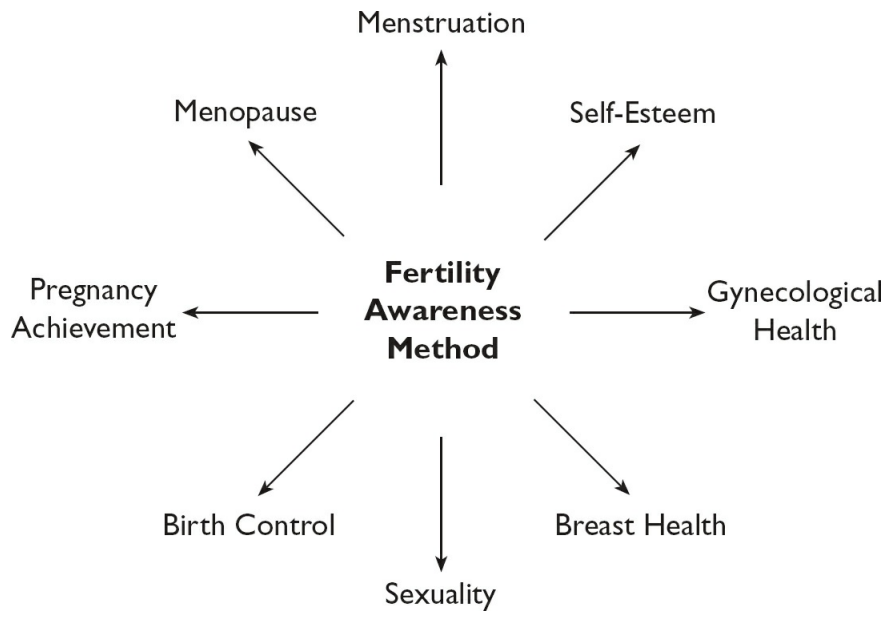 Menstruation
Menopause
Self-Esteem
Fertility
Awareness
Method
Pregnancy
Achievement
Gynecological
Health
Birth Control
Breast Health
Sexuality